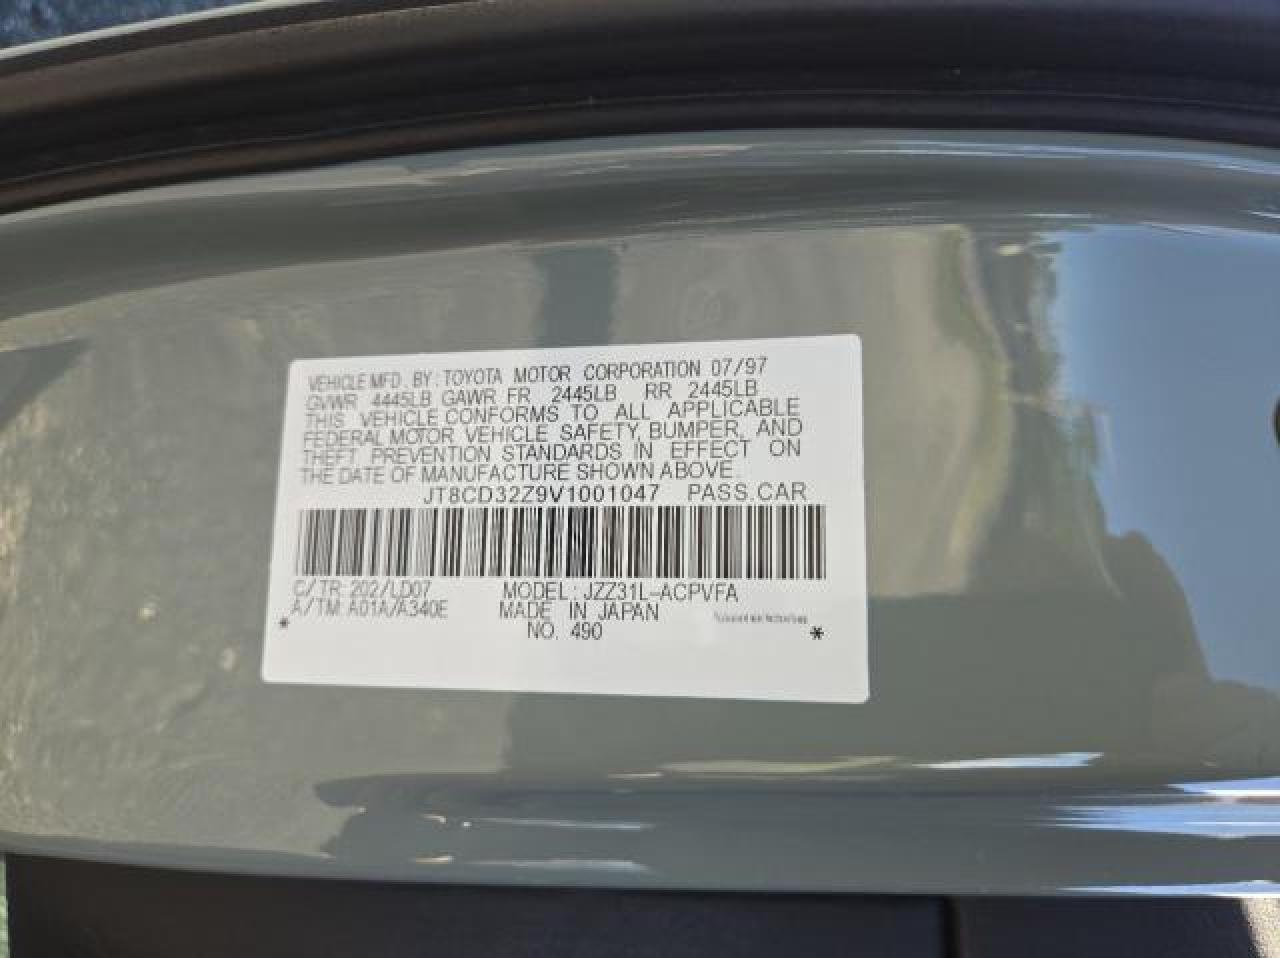 VEHICLE MFD. BY: TOYOTA MOTOR CORPORATION 07/97
GVWR 4445LB GAWR FR 2445LB RR 2445LB
THIS VEHICLE CONFORMS TO ALL APPLICABLE
FEDERAL MOTOR VEHICLE SAFETY, BUMPER, AND
THEFT PREVENTION STANDARDS IN EFFECT ON
THE DATE OF MANUFACTURE SHOWN ABOVE.
JT8CD32Z9V1001047 PASS.CAR
C/TR: 202/LD07 MODEL: JZZ31L-ACPVFA
A/TM: A01A/A340E MADE IN JAPAN
* NO. 490 *